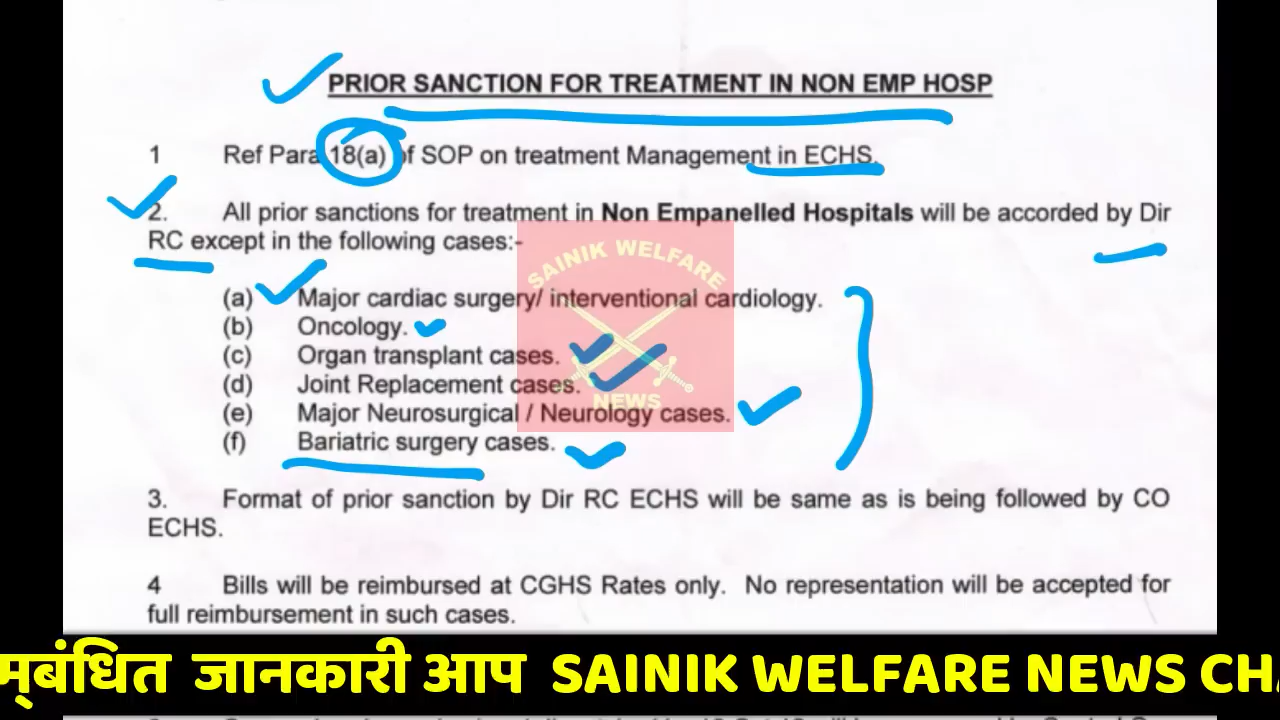 PRIOR SANCTION FOR TREATMENT IN NON EMP HOSP
1 Ref Para 18(a) of SOP on treatment Management in ECHS.
2. All prior sanctions for treatment in Non Empanelled Hospitals will be accorded by Dir
RC except in the following cases:-
(a) Major cardiac surgery/ interventional cardiology.
(b) Oncology.
(c) Organ transplant cases.
(d) Joint Replacement cases.
(e) Major Neurosurgical / Neurology cases.
(f) Bariatric surgery cases.
SAINIK WELFARE
NEWS
3. Format of prior sanction by Dir RC ECHS will be same as is being followed by CO
ECHS.
4 Bills will be reimbursed at CGHS Rates only. No representation will be accepted for
full reimbursement in such cases.
म्बंधित जानकारी आप SAINIK WELFARE NEWS CH